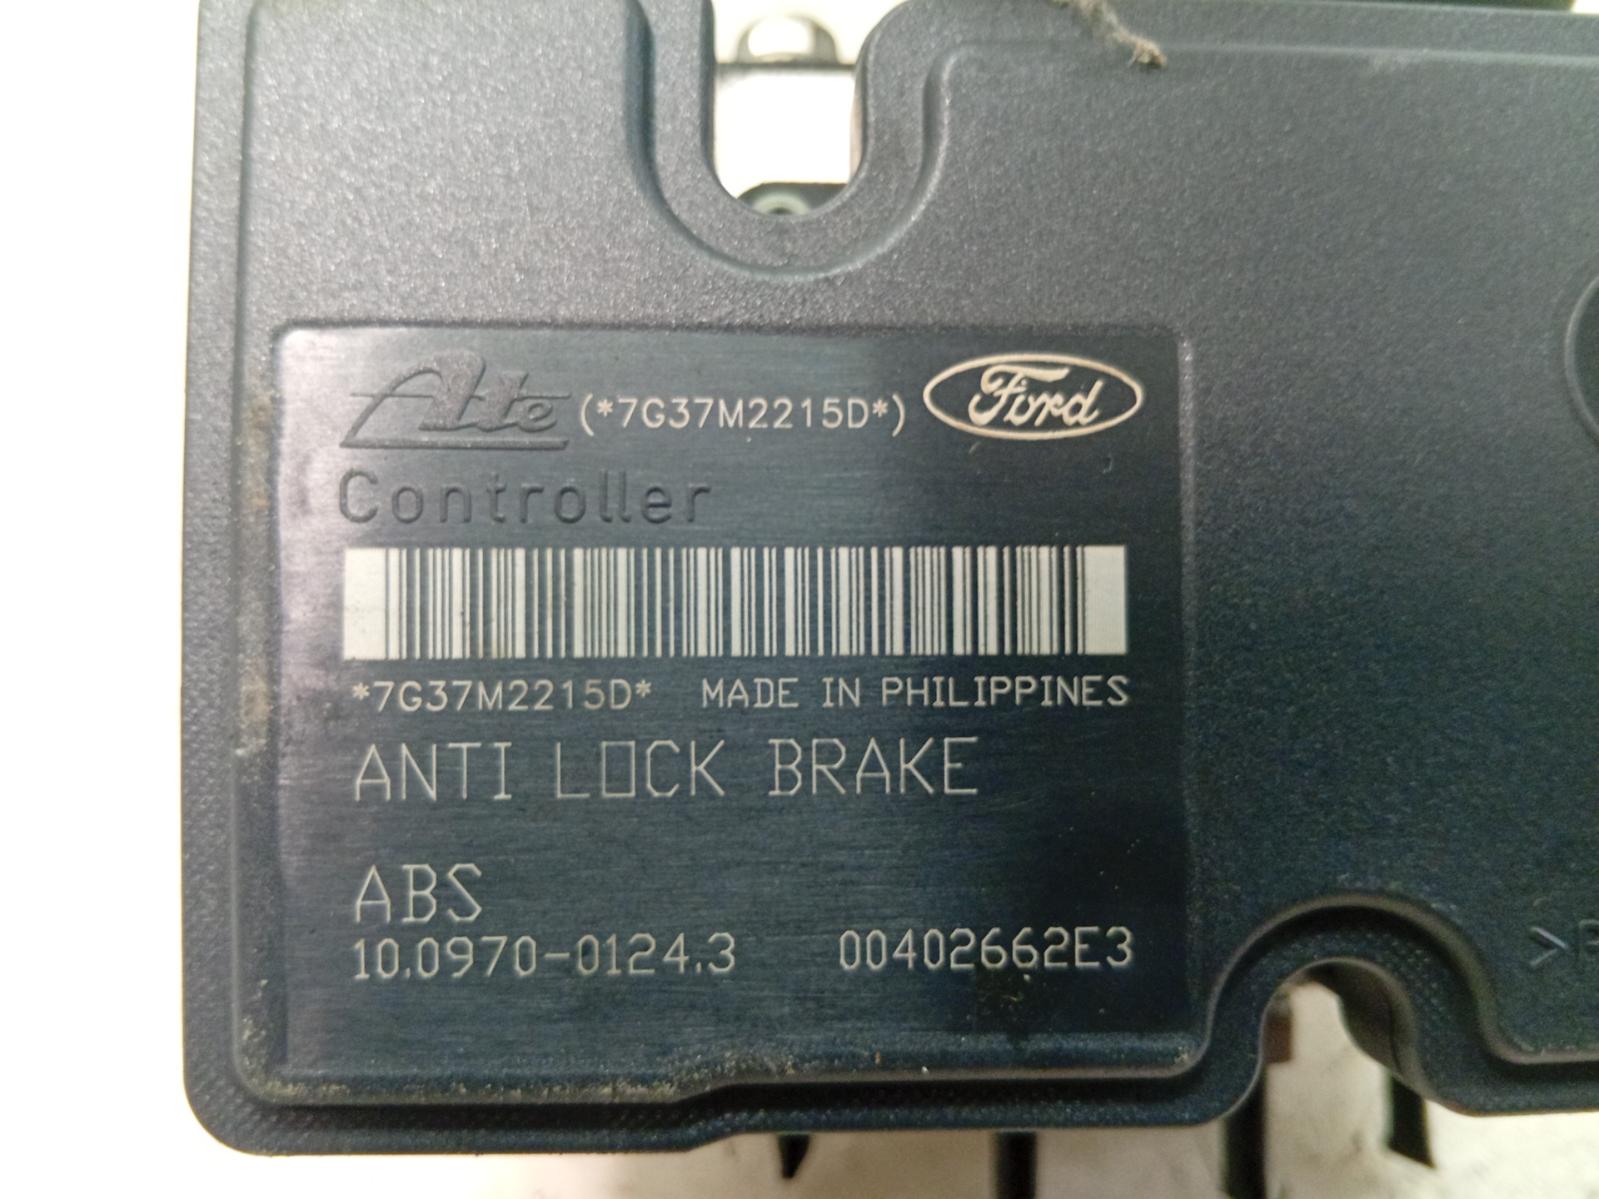 Ate (*7G37M2215D*) Ford
Controller
*7G37M2215D* MADE IN PHILIPPINES
ANTI LOCK BRAKE
ABS
10.0970-0124.3 00402662E3